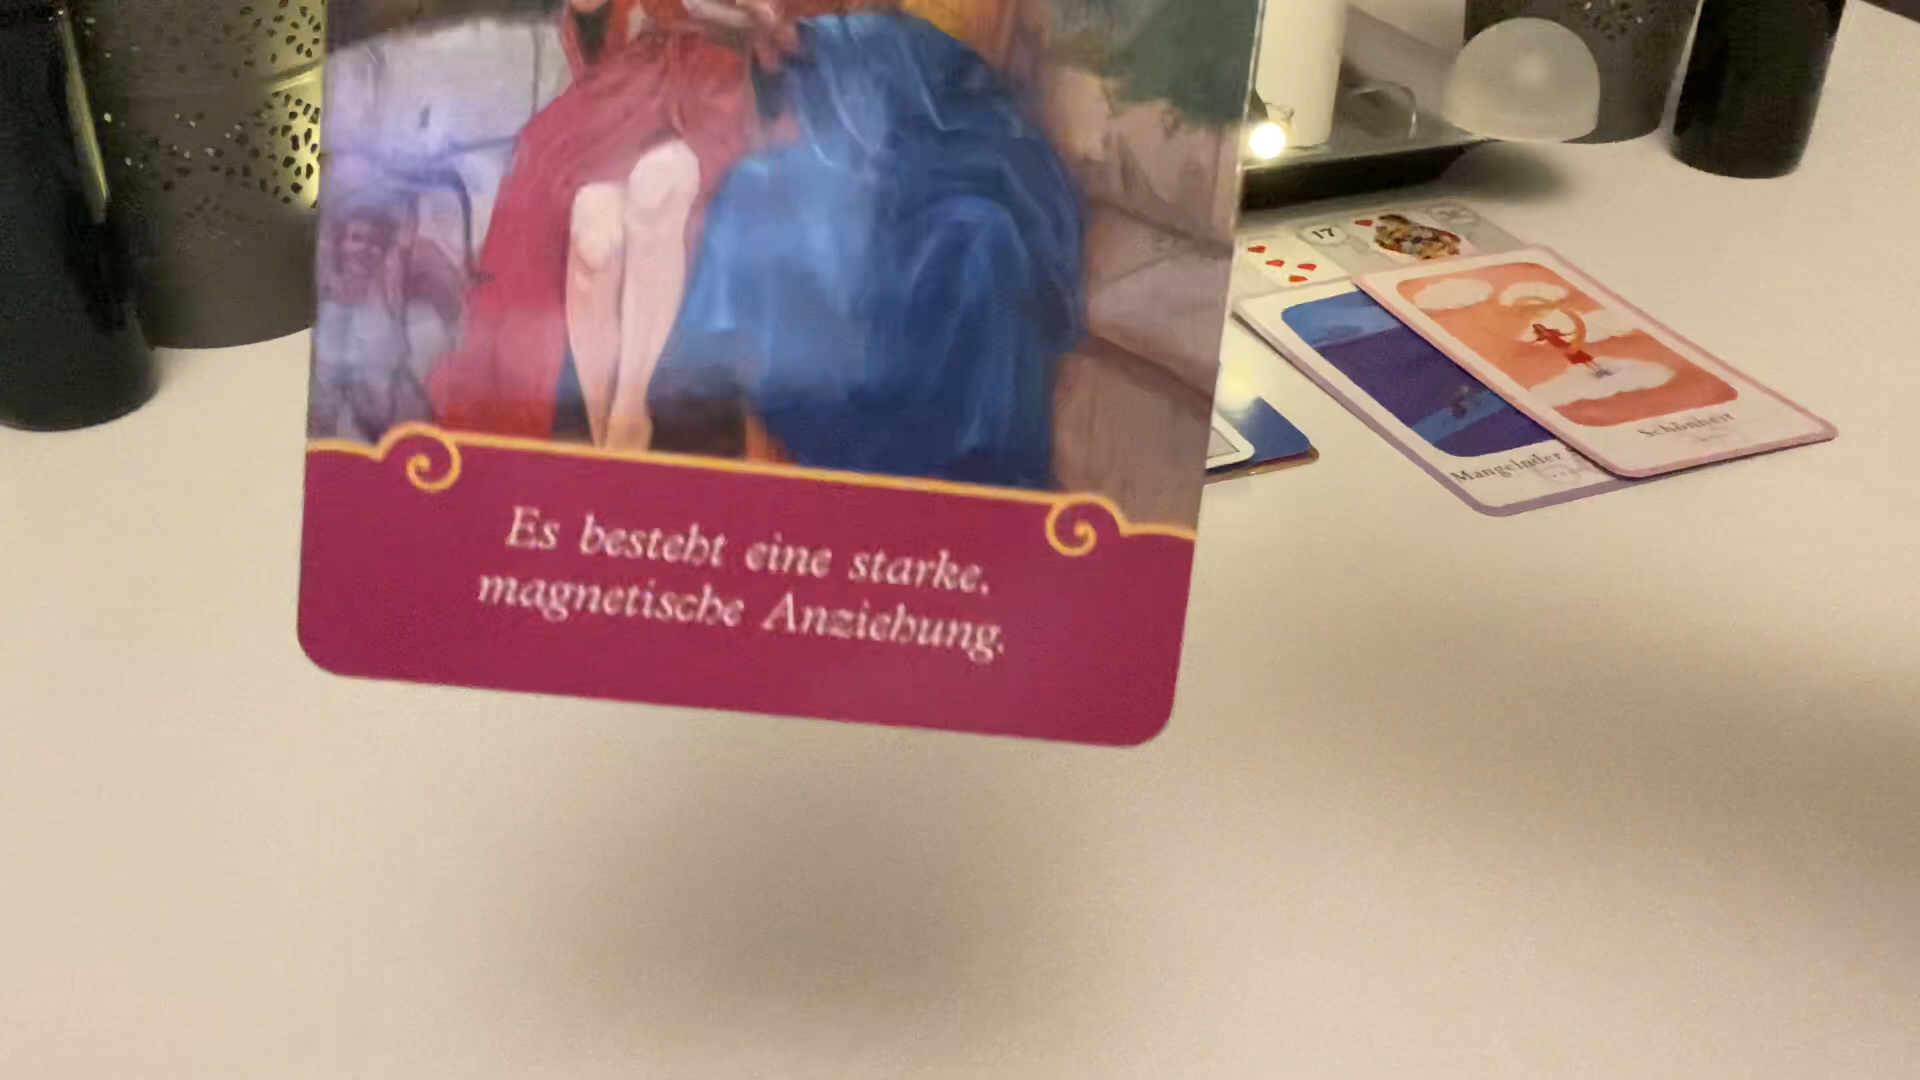 Es besteht eine starke,
magnetische Anziehung.
17
Schönheit
Mangelnder